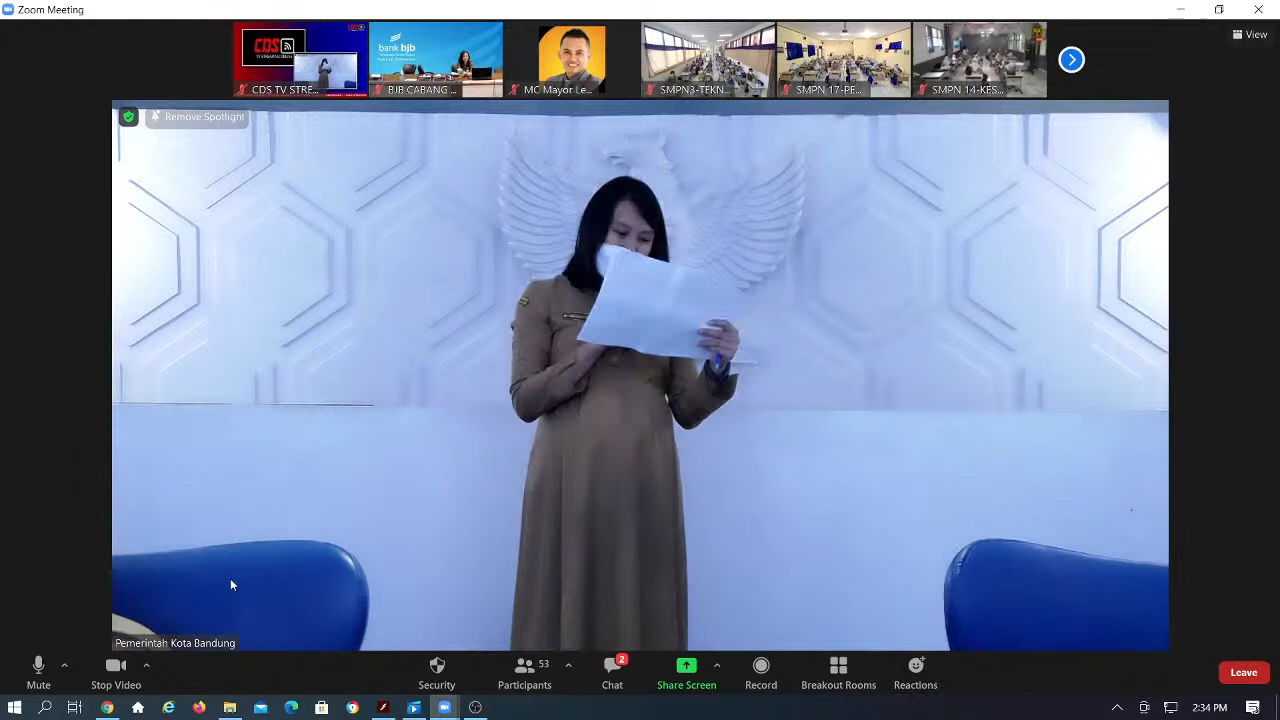 Zoom Meeting
View
CDS
CDS TV STRE...
bank bjb
BJB CABANG ...
MC Mayor Le...
SMPN3-TEKN...
SMPN 17-PE...
SMPN 14-KES...
Remove Spotlight
Pemerintah Kota Bandung
Mute
Stop Video
Security
53
Participants
2
Chat
Share Screen
Record
Breakout Rooms
Reactions
Leave
2:34 PM